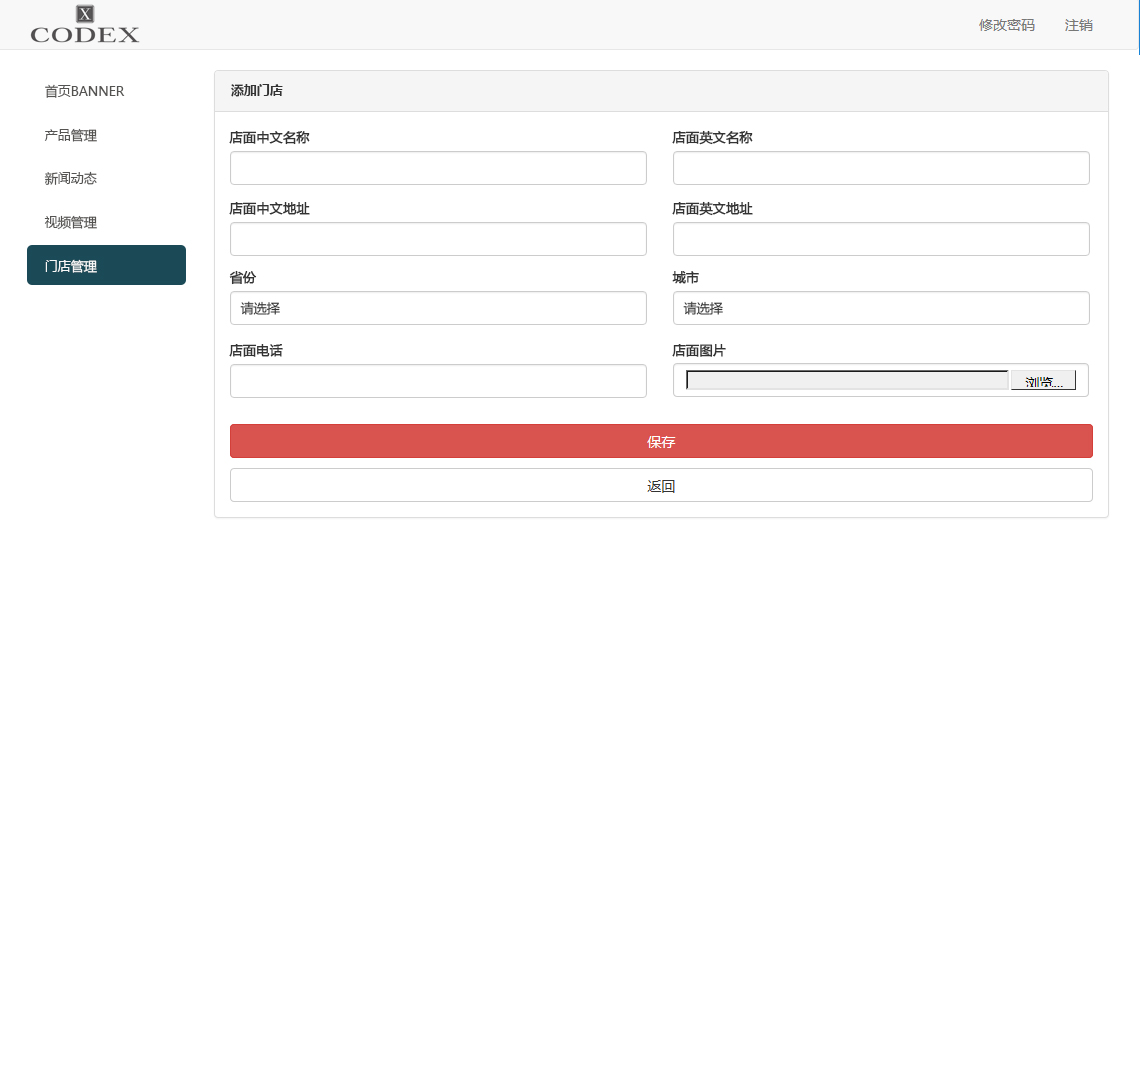 X
CODEX
修改密码 注销
首页BANNER
产品管理
新闻动态
视频管理
门店管理
添加门店
店面中文名称 店面英文名称
店面中文地址 店面英文地址
省份 城市
请选择 请选择
店面电话 店面图片
浏览...
保存
返回